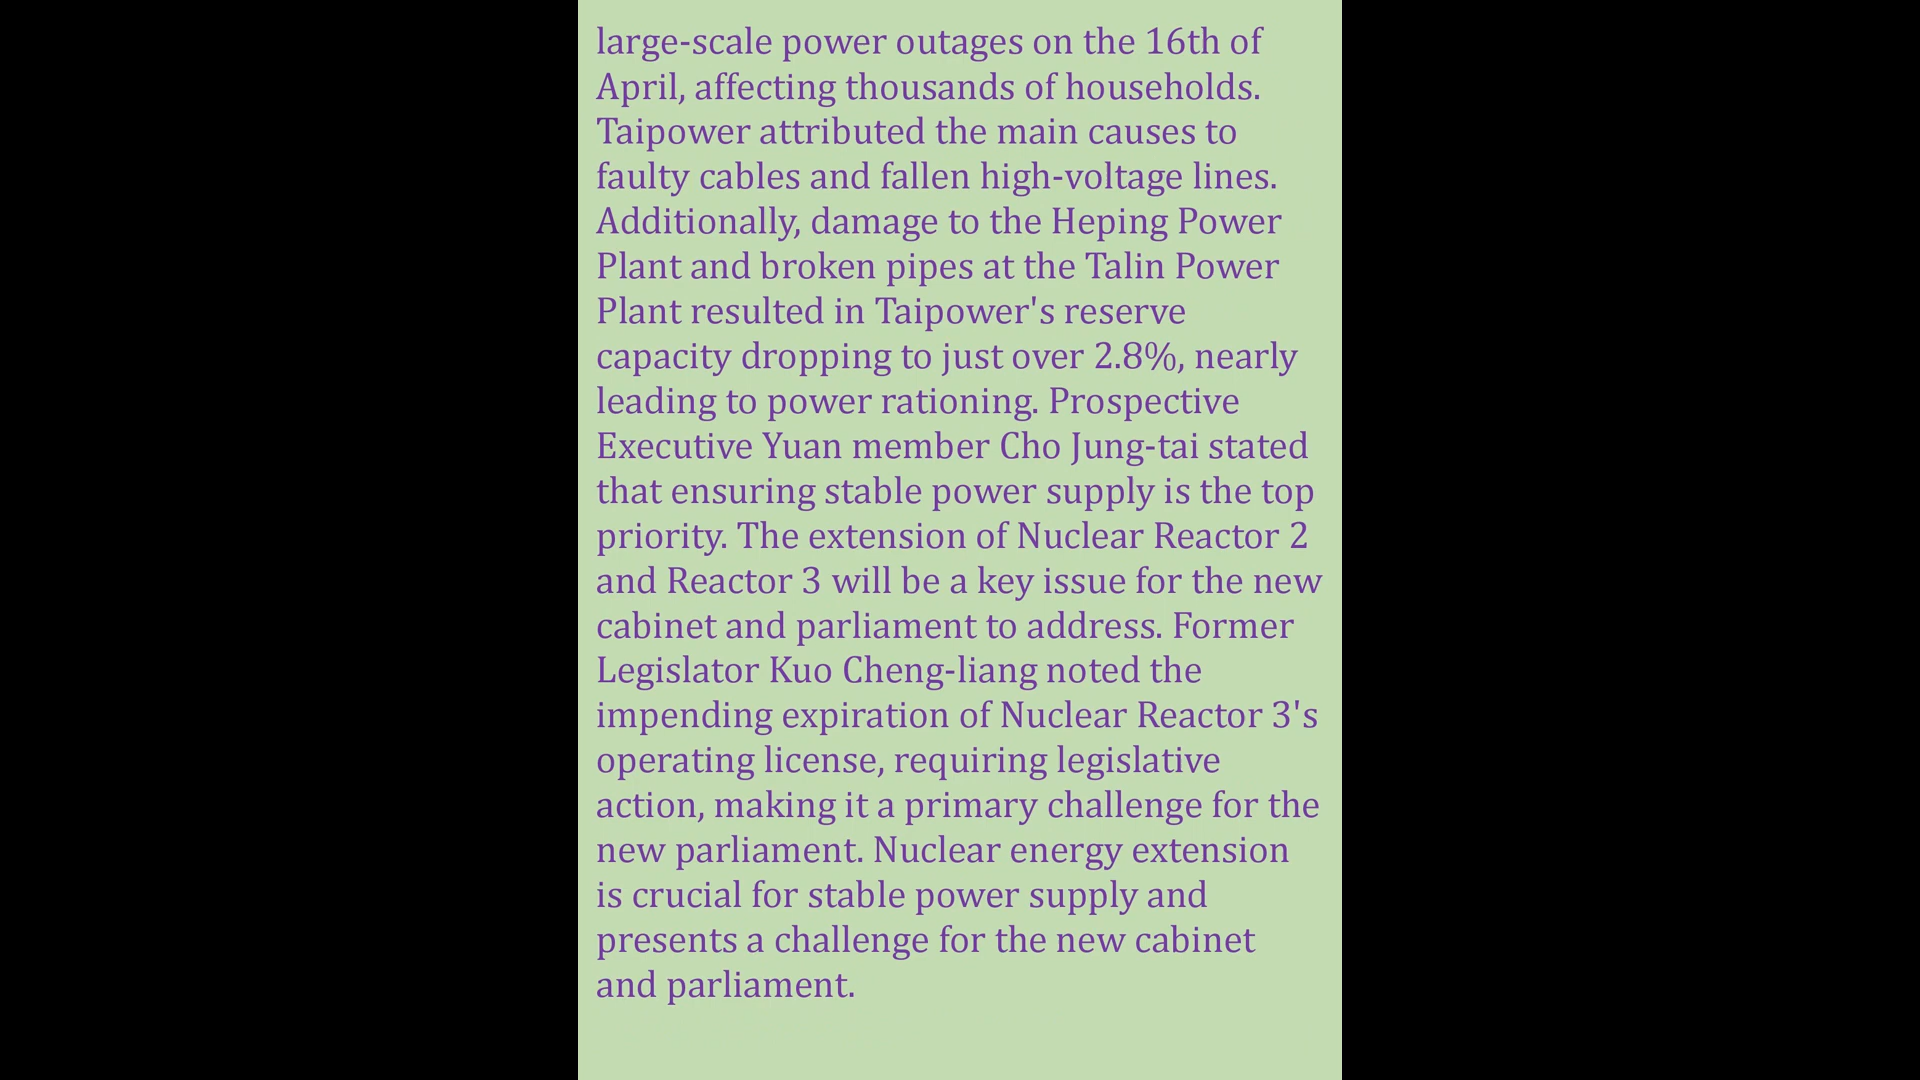 large-scale power outages on the 16th of
April, affecting thousands of households.
Taipower attributed the main causes to
faulty cables and fallen high-voltage lines.
Additionally, damage to the Heping Power
Plant and broken pipes at the Talin Power
Plant resulted in Taipower's reserve
capacity dropping to just over 2.8%, nearly
leading to power rationing. Prospective
Executive Yuan member Cho Jung-tai stated
that ensuring stable power supply is the top
priority. The extension of Nuclear Reactor 2
and Reactor 3 will be a key issue for the new
cabinet and parliament to address. Former
Legislator Kuo Cheng-liang noted the
impending expiration of Nuclear Reactor 3's
operating license, requiring legislative
action, making it a primary challenge for the
new parliament. Nuclear energy extension
is crucial for stable power supply and
presents a challenge for the new cabinet
and parliament.